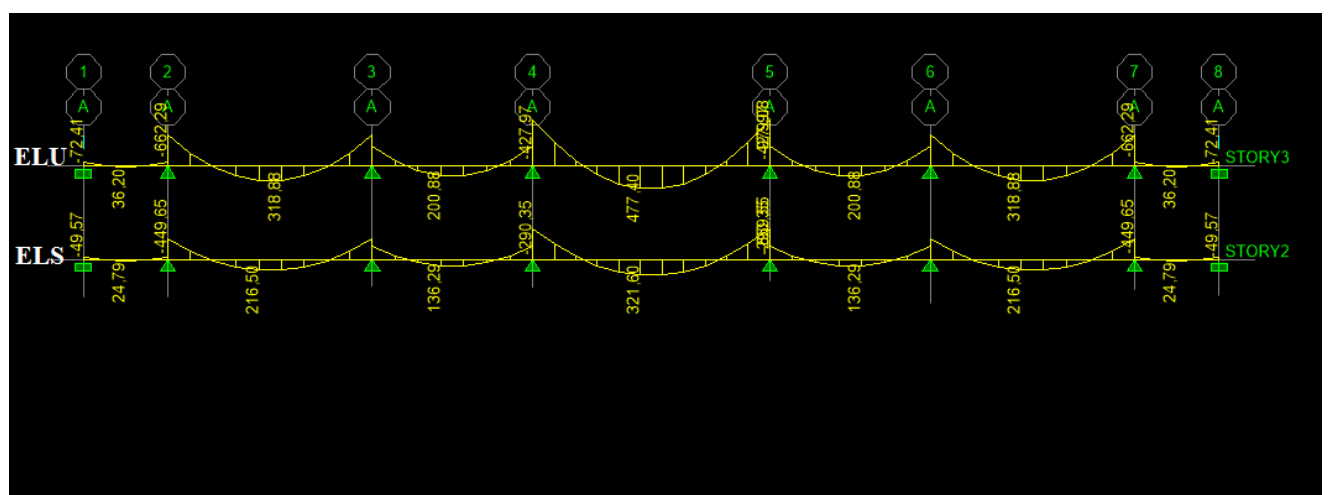 1 2 3 4 5 6 7 8
A A A A A A A A
-72,41 -662,29 -427,97 -662,29 -72,41
ELU STORY3
36,20 318,88 200,88 477,40 200,88 318,88 36,20
-49,57 -449,65 -290,35 -449,65 -49,57
ELS STORY2
24,79 216,50 136,29 321,60 136,29 216,50 24,79